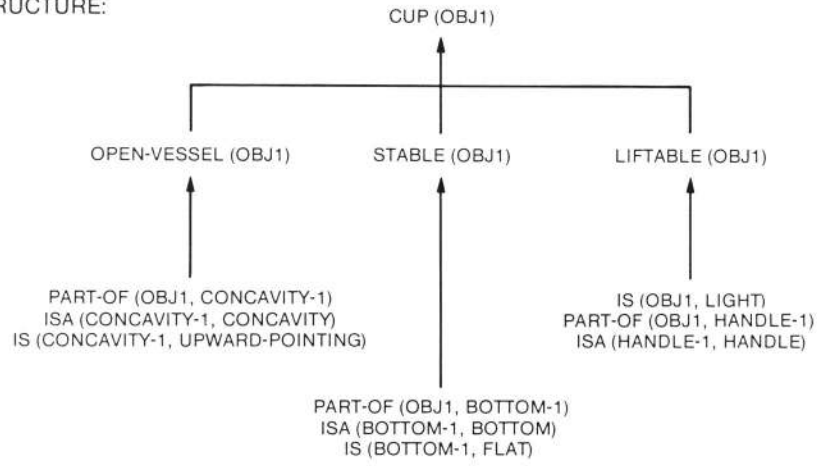 CUP (OBJ1)
OPEN-VESSEL (OBJ1)
STABLE (OBJ1)
LIFTABLE (OBJ1)
PART-OF (OBJ1, CONCAVITY-1)
ISA (CONCAVITY-1, CONCAVITY)
IS (CONCAVITY-1, UPWARD-POINTING)
IS (OBJ1, LIGHT)
PART-OF (OBJ1, HANDLE-1)
ISA (HANDLE-1, HANDLE)
PART-OF (OBJ1, BOTTOM-1)
ISA (BOTTOM-1, BOTTOM)
IS (BOTTOM-1, FLAT)